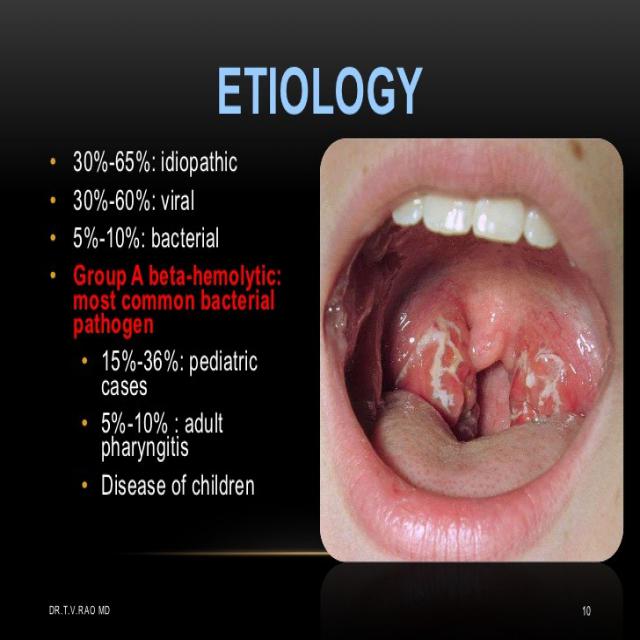 ETIOLOGY
• 30%-65%: idiopathic
• 30%-60%: viral
• 5%-10%: bacterial
• Group A beta-hemolytic:
most common bacterial
pathogen
• 15%-36%: pediatric
cases
• 5%-10% : adult
pharyngitis
• Disease of children
DR.T.V.RAO MD
10